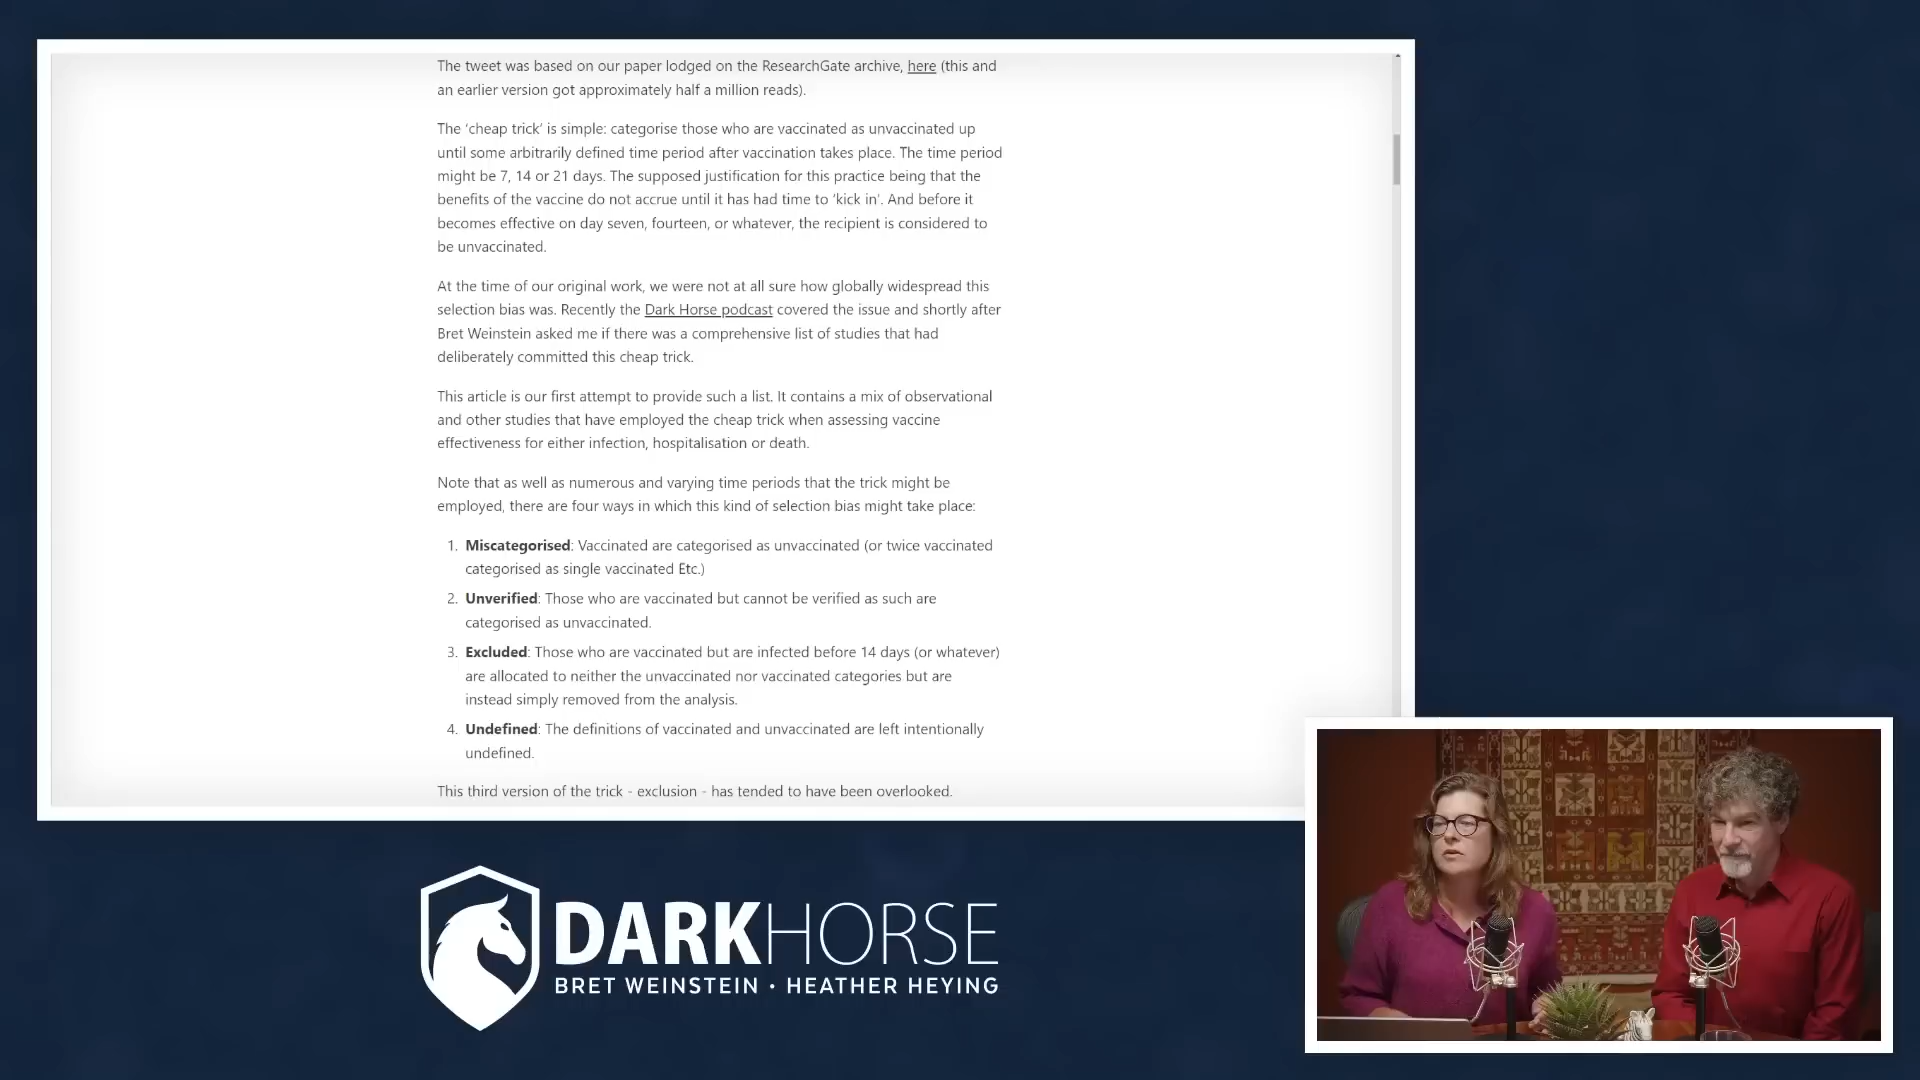 The tweet was based on our paper lodged on the ResearchGate archive, here (this and
an earlier version got approximately half a million reads).
The ‘cheap trick’ is simple: categorise those who are vaccinated as unvaccinated up
until some arbitrarily defined time period after vaccination takes place. The time period
might be 7, 14 or 21 days. The supposed justification for this practice being that the
benefits of the vaccine do not accrue until it has had time to ‘kick in’. And before it
becomes effective on day seven, fourteen, or whatever, the recipient is considered to
be unvaccinated.
At the time of our original work, we were not at all sure how globally widespread this
selection bias was. Recently the Dark Horse podcast covered the issue and shortly after
Bret Weinstein asked me if there was a comprehensive list of studies that had
deliberately committed this cheap trick.
This article is our first attempt to provide such a list. It contains a mix of observational
and other studies that have employed the cheap trick when assessing vaccine
effectiveness for either infection, hospitalisation or death.
Note that as well as numerous and varying time periods that the trick might be
employed, there are four ways in which this kind of selection bias might take place:
1. Miscategorised: Vaccinated are categorised as unvaccinated (or twice vaccinated
categorised as single vaccinated Etc.)
2. Unverified: Those who are vaccinated but cannot be verified as such are
categorised as unvaccinated.
3. Excluded: Those who are vaccinated but are infected before 14 days (or whatever)
are allocated to neither the unvaccinated nor vaccinated categories but are
instead simply removed from the analysis.
4. Undefined: The definitions of vaccinated and unvaccinated are left intentionally
undefined.
This third version of the trick - exclusion - has tended to have been overlooked.
DARKHORSE
BRET WEINSTEIN • HEATHER HEYING